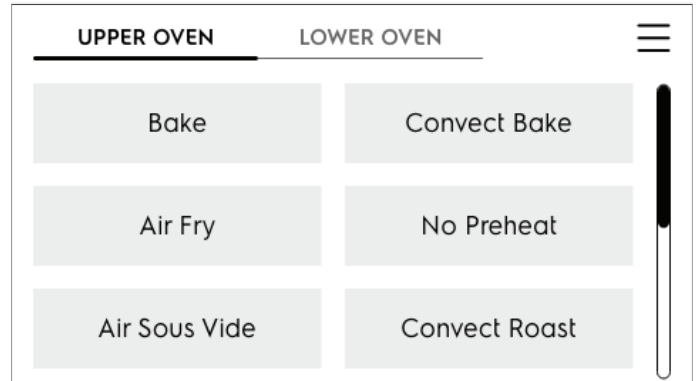 UPPER OVEN LOWER OVEN
Bake Convect Bake
Air Fry No Preheat
Air Sous Vide Convect Roast